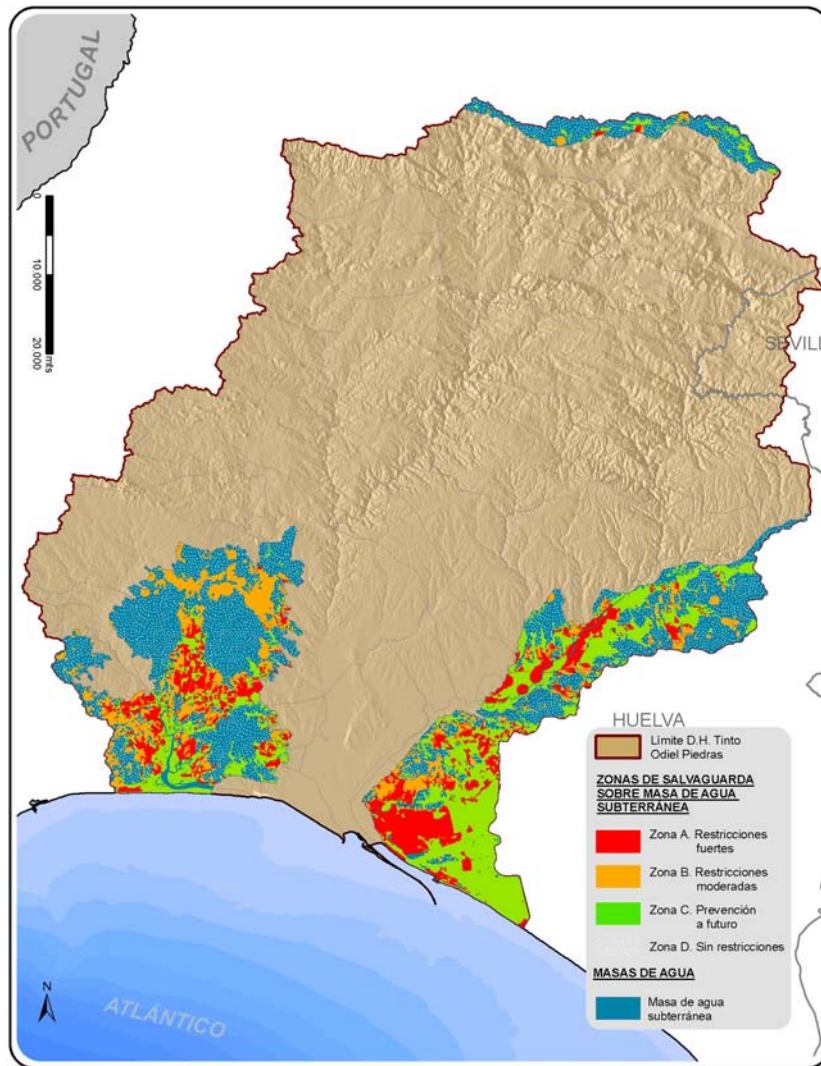 PORTUGAL
0
10.000
20.000
mts
SEVILL
HUELVA
Límite D.H. Tinto
Odiel Piedras
ZONAS DE SALVAGUARDA
SOBRE MASA DE AGUA
SUBTERRÁNEA
Zona A. Restricciones
fuertes
Zona B. Restricciones
moderadas
Zona C. Prevención
a futuro
Zona D. Sin restricciones
MASAS DE AGUA
Masa de agua
subterránea
N
ATLÁNTICO